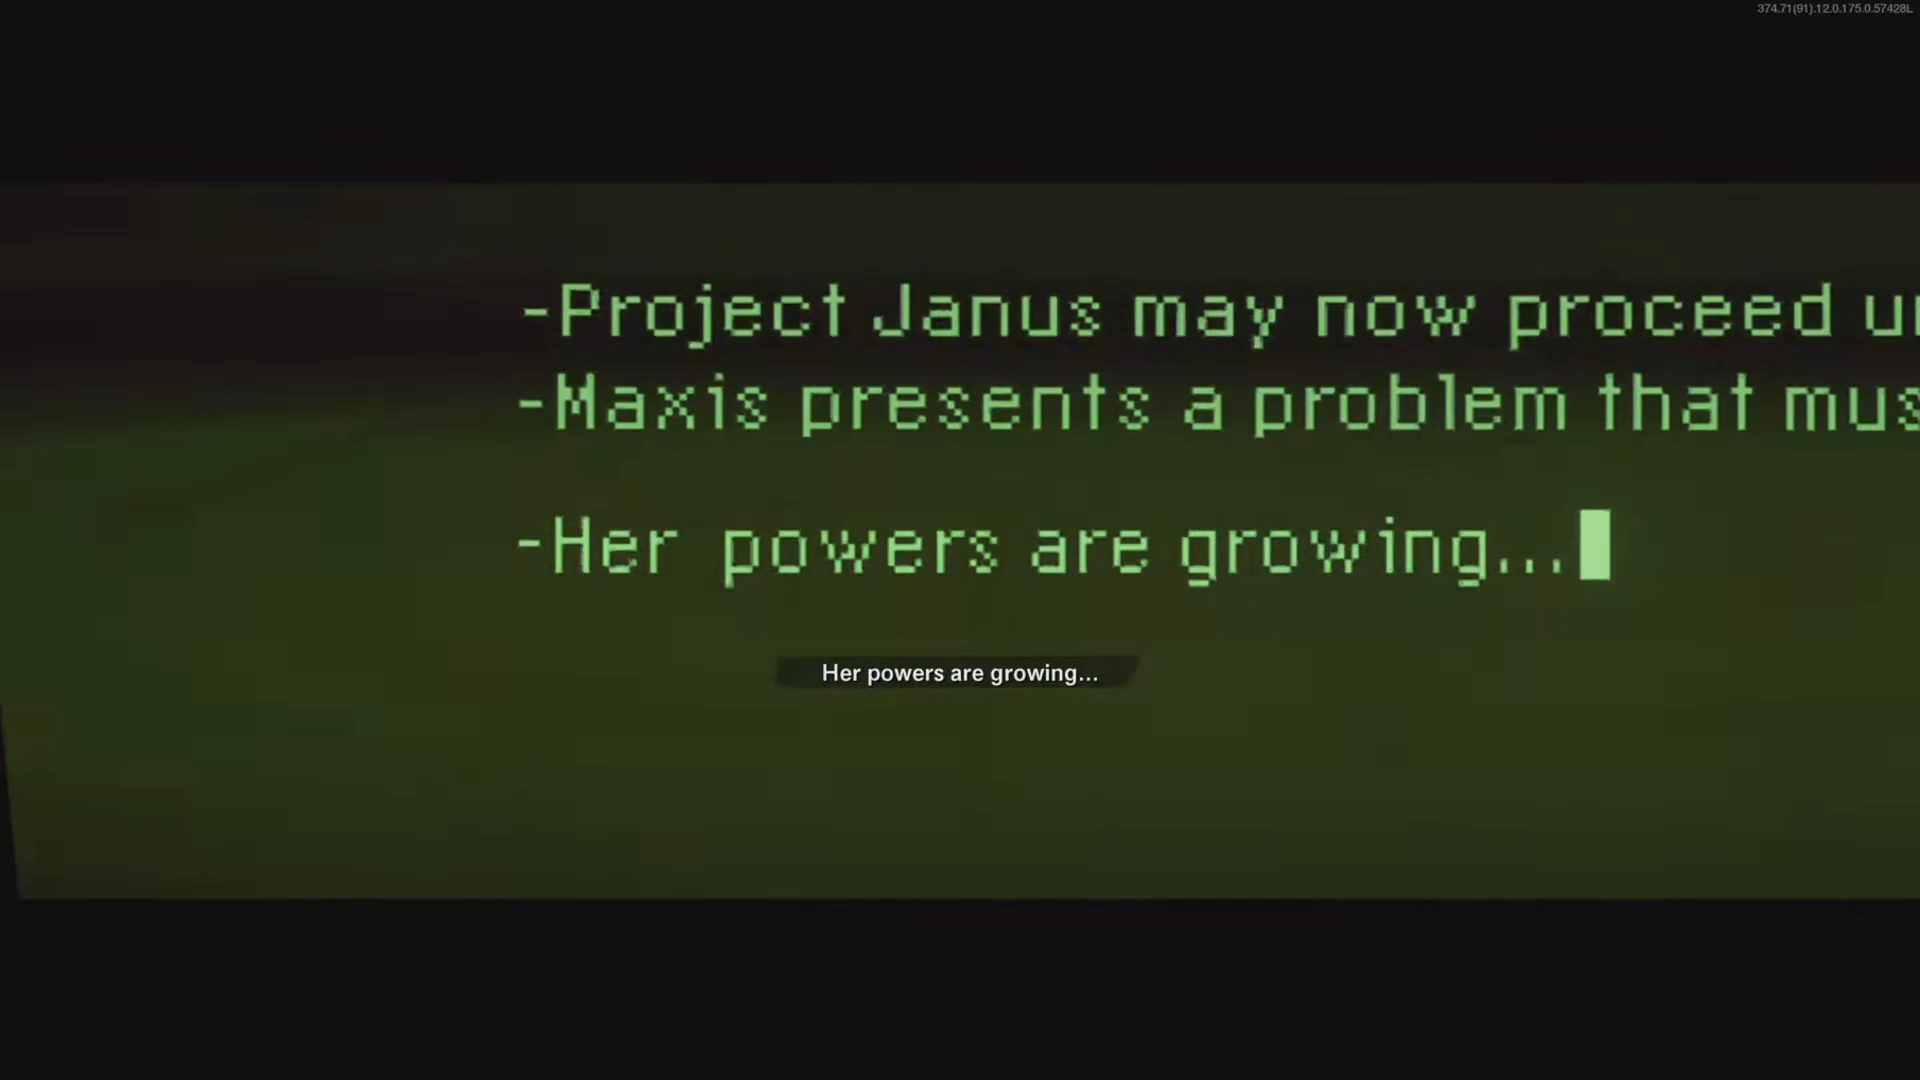 374.71(91).12.0.175.0.57428L
-Project Janus may now proceed
-Maxis presents a problem that
-Her powers are growing...
Her powers are growing...